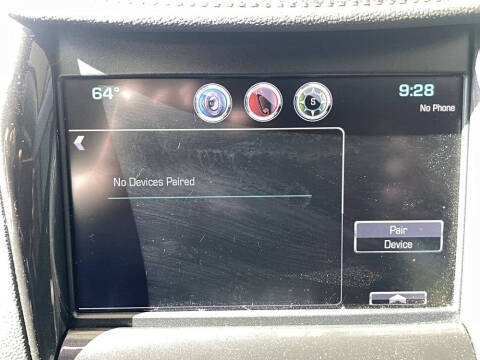 64°
S
9:28
No Phone
No Devices Paired
Pair
Device